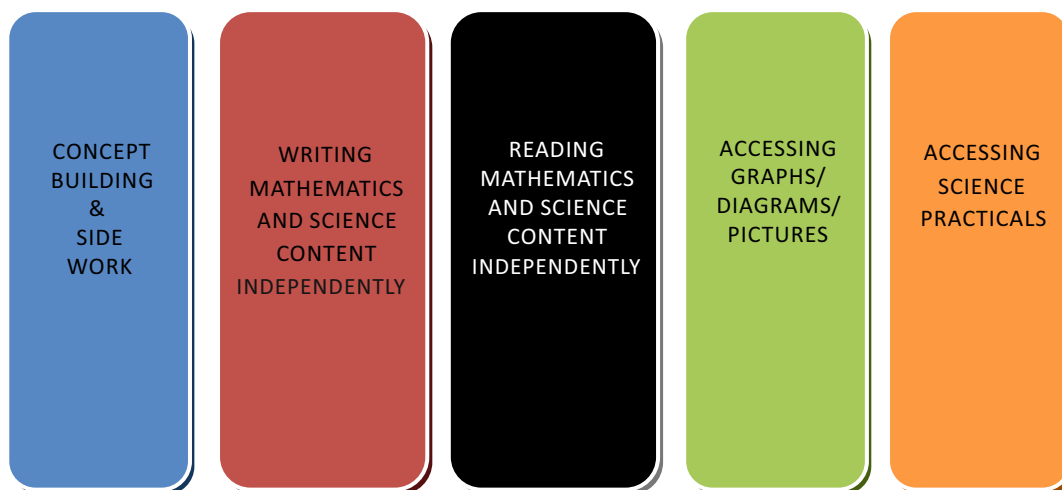 CONCEPT
BUILDING
&
SIDE
WORK
WRITING
MATHEMATICS
AND SCIENCE
CONTENT
INDEPENDENTLY
READING
MATHEMATICS
AND SCIENCE
CONTENT
INDEPENDENTLY
ACCESSING
GRAPHS/
DIAGRAMS/
PICTURES
ACCESSING
SCIENCE
PRACTICALS